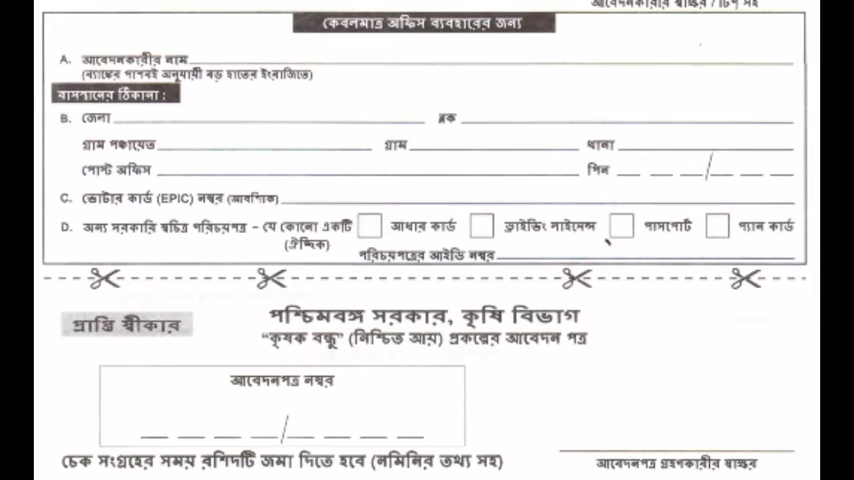 আবেদনকারীর স্বাক্ষর / টিপ সই
কেবলমাত্র অফিস ব্যবহারের জন্য
A. আবেদনকারীর নাম
(ব্যাঙ্কের পাশবই অনুযায়ী বড় হাতের ইংরাজিতে)
বাসস্থানের ঠিকানা :
B. জেলা ব্লক
গ্রাম পঞ্চায়েত গ্রাম থানা
পোস্ট অফিস পিন
C. ভোটার কার্ড (EPIC) নম্বর (আবশ্যিক)
D. অন্য সরকারি স্বচিত্র পরিচয়পত্র – যে কোনো একটি আধার কার্ড ড্রাইভিং লাইসেন্স পাসপোর্ট প্যান কার্ড
(ঐচ্ছিক)
পরিচয়পত্রের আইডি নম্বর
প্রাপ্তি স্বীকার
পশ্চিমবঙ্গ সরকার, কৃষি বিভাগ
“কৃষক বন্ধু” (নিশ্চিত আয়) প্রকল্পের আবেদন পত্র
আবেদনপত্র নম্বর
চেক সংগ্রহের সময় রশিদটি জমা দিতে হবে (নমিনির তথ্য সহ)
আবেদনপত্র গ্রহণকারীর স্বাক্ষর